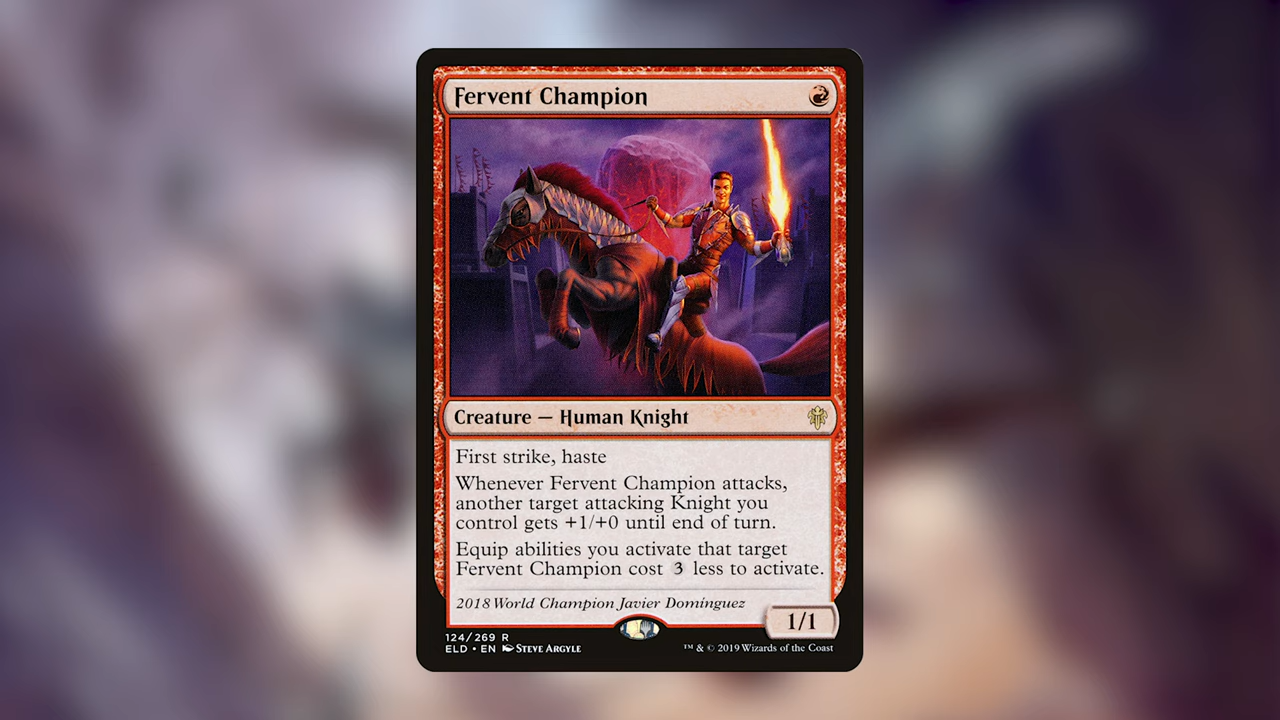 Fervent Champion
Creature — Human Knight
First strike, haste
Whenever Fervent Champion attacks,
another target attacking Knight you
control gets +1/+0 until end of turn.
Equip abilities you activate that target
Fervent Champion cost 3 less to activate.
2018 World Champion Javier Domínguez
1/1
124/269 R
ELD • EN Steve Argyle
™ & © 2019 Wizards of the Coast